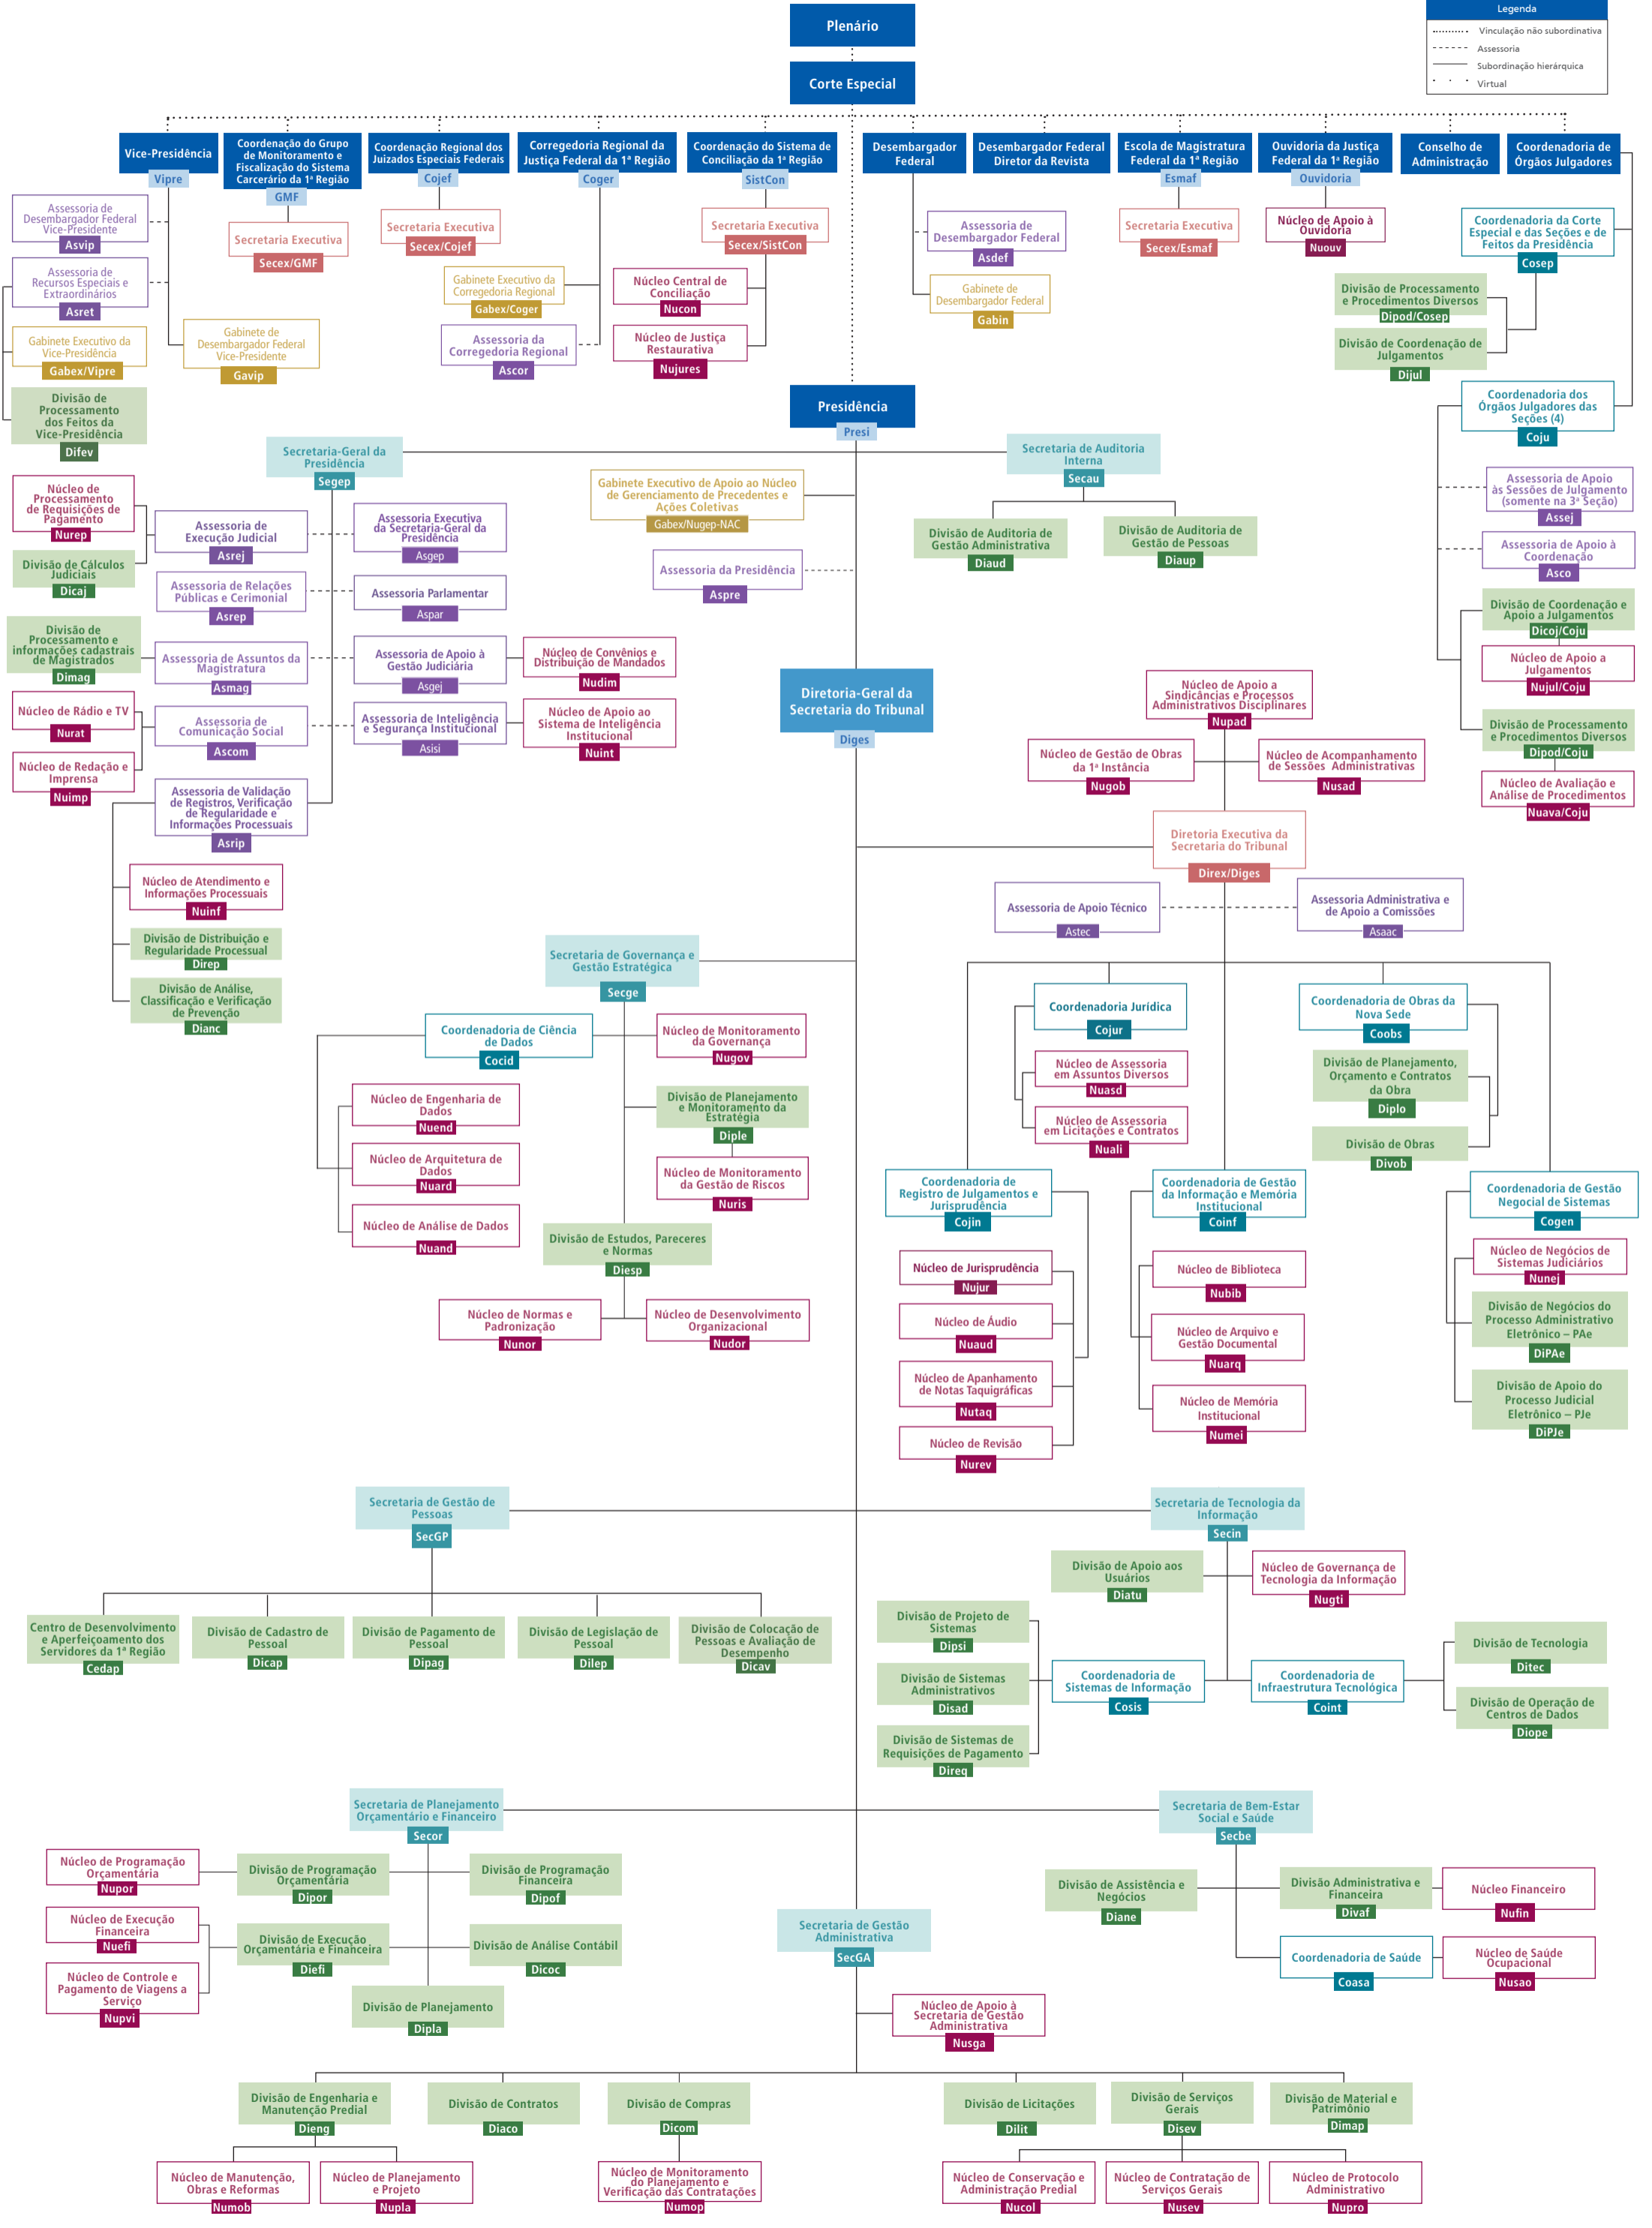 Plenário
Legenda
Vinculação não subordinativa
Assessoria
Subordinação hierárquica
Virtual
Corte Especial
Vice-Presidência
Vipre
Coordenação do Grupo
de Monitoramento e
Fiscalização do Sistema
Carcerário da 1ª Região
GMF
Coordenação Regional dos
Juizados Especiais Federais
Cojef
Corregedoria Regional da
Justiça Federal da 1ª Região
Coger
Coordenação do Sistema de
Conciliação da 1ª Região
SistCon
Desembargador
Federal
Desembargador Federal
Diretor da Revista
Escola de Magistratura
Federal da 1ª Região
Esmaf
Ouvidoria da Justiça
Federal da 1ª Região
Ouvidoria
Conselho de
Administração
Coordenadoria de
Órgãos Julgadores
Assessoria de
Desembargador Federal
Vice-Presidente
Asvip
Assessoria de
Recursos Especiais e
Extraordinários
Asret
Gabinete Executivo da
Vice-Presidência
Gabex/Vipre
Gabinete de
Desembargador Federal
Vice-Presidente
Gavip
Divisão de
Processamento
dos Feitos da
Vice-Presidência
Difev
Secretaria Executiva
Secex/GMF
Secretaria Executiva
Secex/Cojef
Gabinete Executivo da
Corregedoria Regional
Gabex/Coger
Assessoria da
Corregedoria Regional
Ascor
Secretaria Executiva
Secex/SistCon
Núcleo Central de
Conciliação
Nucon
Núcleo de Justiça
Restaurativa
Nujures
Assessoria de
Desembargador Federal
Asdef
Gabinete de
Desembargador Federal
Gabin
Secretaria Executiva
Secex/Esmaf
Núcleo de Apoio à
Ouvidoria
Nuouv
Coordenadoria da Corte
Especial e das Seções e de
Feitos da Presidência
Cosep
Divisão de Processamento
e Procedimentos Diversos
Dipod/Cosep
Divisão de Coordenação de
Julgamentos
Dijul
Coordenadoria dos
Órgãos Julgadores das
Seções (4)
Coju
Assessoria de Apoio
às Sessões de Julgamento
(somente na 3ª Seção)
Assej
Assessoria de Apoio à
Coordenação
Asco
Divisão de Coordenação e
Apoio a Julgamentos
Dicoj/Coju
Núcleo de Apoio a
Julgamentos
Nujul/Coju
Divisão de Processamento
e Procedimentos Diversos
Dipod/Coju
Núcleo de Avaliação e
Análise de Procedimentos
Nuava/Coju
Presidência
Presi
Secretaria-Geral da
Presidência
Segep
Secretaria de Auditoria
Interna
Secau
Gabinete Executivo de Apoio ao Núcleo
de Gerenciamento de Precedentes e
Ações Coletivas
Gabex/Nugep-NAC
Divisão de Auditoria de
Gestão Administrativa
Diaud
Divisão de Auditoria de
Gestão de Pessoas
Diaup
Assessoria da Presidência
Aspre
Núcleo de
Processamento
de Requisições de
Pagamento
Nurep
Divisão de Cálculos
Judiciais
Dicaj
Assessoria de
Execução Judicial
Asrej
Assessoria Executiva
da Secretaria-Geral da
Presidência
Asgep
Assessoria de Relações
Públicas e Cerimonial
Asrep
Assessoria Parlamentar
Aspar
Divisão de
Processamento e
informações cadastrais
de Magistrados
Dimag
Assessoria de Assuntos da
Magistratura
Asmag
Assessoria de Apoio à
Gestão Judiciária
Asgej
Núcleo de Convênios e
Distribuição de Mandados
Nudim
Núcleo de Rádio e TV
Nurat
Núcleo de Redação e
Imprensa
Nuimp
Assessoria de
Comunicação Social
Ascom
Assessoria de Inteligência
e Segurança Institucional
Asisi
Núcleo de Apoio ao
Sistema de Inteligência
Institucional
Nuint
Assessoria de Validação
de Registros, Verificação
de Regularidade e
Informações Processuais
Asrip
Núcleo de Atendimento e
Informações Processuais
Nuinf
Divisão de Distribuição e
Regularidade Processual
Direp
Divisão de Análise,
Classificação e Verificação
de Prevenção
Dianc
Diretoria-Geral da
Secretaria do Tribunal
Diges
Núcleo de Apoio a
Sindicâncias e Processos
Administrativos Disciplinares
Nupad
Núcleo de Gestão de Obras
da 1ª Instância
Nugob
Núcleo de Acompanhamento
de Sessões Administrativas
Nusad
Diretoria Executiva da
Secretaria do Tribunal
Direx/Diges
Assessoria de Apoio Técnico
Astec
Assessoria Administrativa e
de Apoio a Comissões
Asaac
Secretaria de Governança e
Gestão Estratégica
Secge
Coordenadoria de Ciência
de Dados
Cocid
Núcleo de Monitoramento
da Governança
Nugov
Núcleo de Engenharia de
Dados
Nuend
Núcleo de Arquitetura de
Dados
Nuard
Núcleo de Análise de Dados
Nuand
Divisão de Planejamento
e Monitoramento da
Estratégia
Diple
Núcleo de Monitoramento
da Gestão de Riscos
Nuris
Divisão de Estudos, Pareceres
e Normas
Diesp
Núcleo de Normas e
Padronização
Nunor
Núcleo de Desenvolvimento
Organizacional
Nudor
Coordenadoria Jurídica
Cojur
Núcleo de Assessoria
em Assuntos Diversos
Nuasd
Núcleo de Assessoria
em Licitações e Contratos
Nuali
Coordenadoria de Obras da
Nova Sede
Coobs
Divisão de Planejamento,
Orçamento e Contratos
da Obra
Diplo
Divisão de Obras
Divob
Coordenadoria de
Registro de Julgamentos e
Jurisprudência
Cojin
Núcleo de Jurisprudência
Nujur
Núcleo de Áudio
Nuaud
Núcleo de Apanhamento
de Notas Taquigráficas
Nutaq
Núcleo de Revisão
Nurev
Coordenadoria de Gestão
da Informação e Memória
Institucional
Coinf
Núcleo de Biblioteca
Nubib
Núcleo de Arquivo e
Gestão Documental
Nuarq
Núcleo de Memória
Institucional
Numei
Coordenadoria de Gestão
Negocial de Sistemas
Cogen
Núcleo de Negócios de
Sistemas Judiciários
Nunej
Divisão de Negócios do
Processo Administrativo
Eletrônico – PAe
DiPAe
Divisão de Apoio do
Processo Judicial
Eletrônico – PJe
DiPJe
Secretaria de Gestão de
Pessoas
SecGP
Centro de Desenvolvimento
e Aperfeiçoamento dos
Servidores da 1ª Região
Cedap
Divisão de Cadastro de
Pessoal
Dicap
Divisão de Pagamento de
Pessoal
Dipag
Divisão de Legislação de
Pessoal
Dilep
Divisão de Colocação de
Pessoas e Avaliação de
Desempenho
Dicav
Secretaria de Tecnologia da
Informação
Secin
Divisão de Apoio aos
Usuários
Diatu
Núcleo de Governança de
Tecnologia da Informação
Nugti
Divisão de Projeto de
Sistemas
Dipsi
Divisão de Sistemas
Administrativos
Disad
Divisão de Sistemas de
Requisições de Pagamento
Direq
Coordenadoria de
Sistemas de Informação
Cosis
Coordenadoria de
Infraestrutura Tecnológica
Coint
Divisão de Tecnologia
Ditec
Divisão de Operação de
Centros de Dados
Diope
Secretaria de Planejamento
Orçamentário e Financeiro
Secor
Núcleo de Programação
Orçamentária
Nupor
Divisão de Programação
Orçamentária
Dipor
Divisão de Programação
Financeira
Dipof
Núcleo de Execução
Financeira
Nuefi
Núcleo de Controle e
Pagamento de Viagens a
Serviço
Nupvi
Divisão de Execução
Orçamentária e Financeira
Diefi
Divisão de Análise Contábil
Dicoc
Divisão de Planejamento
Dipla
Secretaria de Bem-Estar
Social e Saúde
Secbe
Divisão de Assistência e
Negócios
Diane
Divisão Administrativa e
Financeira
Divaf
Núcleo Financeiro
Nufin
Coordenadoria de Saúde
Coasa
Núcleo de Saúde
Ocupacional
Nusao
Secretaria de Gestão
Administrativa
SecGA
Núcleo de Apoio à
Secretaria de Gestão
Administrativa
Nusga
Divisão de Engenharia e
Manutenção Predial
Dieng
Divisão de Contratos
Diaco
Divisão de Compras
Dicom
Divisão de Licitações
Dilit
Divisão de Serviços
Gerais
Disev
Divisão de Material e
Patrimônio
Dimap
Núcleo de Manutenção,
Obras e Reformas
Numob
Núcleo de Planejamento
e Projeto
Nupla
Núcleo de Monitoramento
do Planejamento e
Verificação das Contratações
Numop
Núcleo de Conservação e
Administração Predial
Nucol
Núcleo de Contratação de
Serviços Gerais
Nusev
Núcleo de Protocolo
Administrativo
Nupro